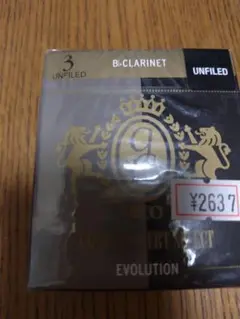 3
UNFILED
B♭-CLARINET
UNFILED
¥2637
EVOLUTION